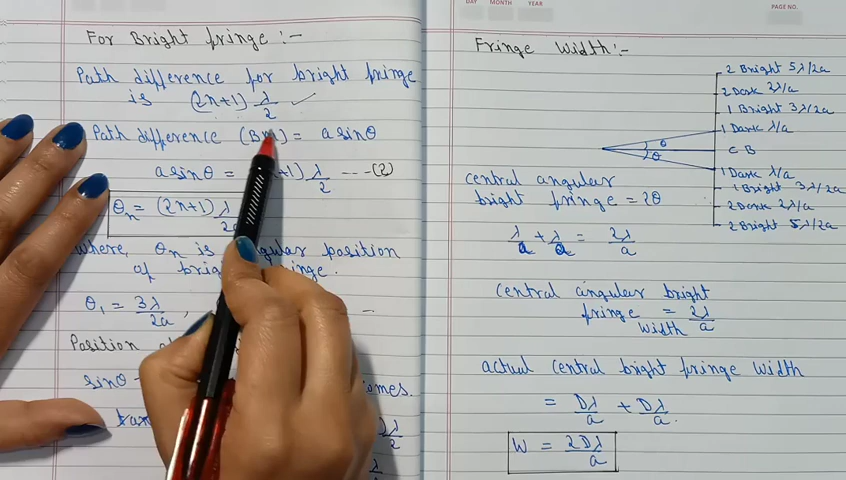 For Bright fringe :-
Path difference for bright fringe
is (2n+1) λ/2 ✓
Path difference (BM) = a sinθ
a sinθ = +1) λ/2 --- (2)
θn = (2n+1) λ
where, θn is angular position
of bright fringe.
θ1 = 3λ/2a,
Position
sinθ
tan
DAY MONTH YEAR
PAGE NO.
Fringe Width :-
2 Bright 5λ/2a
2 Dark 2λ/a
1 Bright 3λ/2a
1 Dark λ/a
θ
C B
θ
1 Dark λ/a
1 Bright 3λ/2a
2 Dark 2λ/a
2 Bright 5λ/2a
central angular
bright fringe = 2θ
λ/a + λ/a = 2λ/a
Central angular bright
fringe width = 2λ/a
actual central bright fringe width
= Dλ/a + Dλ/a.
W = 2Dλ/a